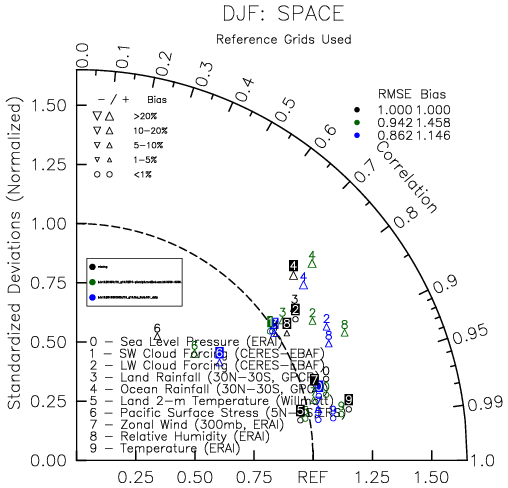 DJF: SPACE
Reference Grids Used
RMSE Bias
1.000 1.000
0.942 1.458
0.862 1.146
- / + Bias
>20%
10-20%
5-10%
1-5%
<1%
Correlation
0.0 0.1 0.2 0.3 0.4 0.5 0.6 0.7 0.8 0.9 0.95 0.99 1.0
Standardized Deviations (Normalized)
1.50
1.25
1.00
0.75
0.50
0.25
0.00
0 - Sea Level Pressure (ERAI)
1 - SW Cloud Forcing (CERES-EBAF)
2 - LW Cloud Forcing (CERES-EBAF)
3 - Land Rainfall (30N-30S, GPCP)
4 - Ocean Rainfall (30N-30S, GPCP)
5 - Land 2-m Temperature (Willmott)
6 - Pacific Surface Stress (5N-5S,ERS)
7 - Zonal Wind (300mb, ERAI)
8 - Relative Humidity (ERAI)
9 - Temperature (ERAI)
0.25 0.50 0.75 REF 1.25 1.50